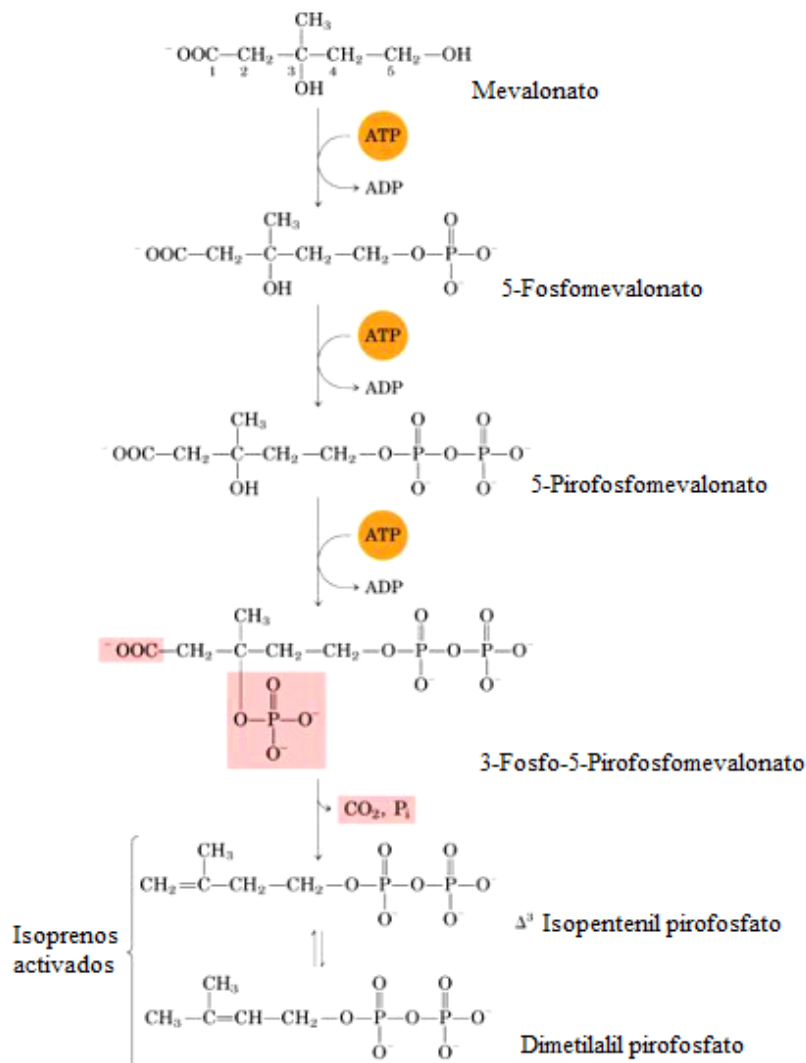 CH₃
⁻OOC—CH₂—C—CH₂—CH₂—OH
1 2 3 4 5
OH
Mevalonato
ATP
ADP
CH₃ O
⁻OOC—CH₂—C—CH₂—CH₂—O—P—O⁻
OH O⁻
5-Fosfomevalonato
ATP
ADP
CH₃ O O
⁻OOC—CH₂—C—CH₂—CH₂—O—P—O—P—O⁻
OH O⁻ O⁻
5-Pirofosfomevalonato
ATP
ADP
CH₃ O O
⁻OOC—CH₂—C—CH₂—CH₂—O—P—O—P—O⁻
O⁻ O⁻
O
O—P—O⁻
O⁻
3-Fosfo-5-Pirofosfomevalonato
CO₂, Pᵢ
CH₃ O O
CH₂=C—CH₂—CH₂—O—P—O—P—O⁻
O⁻ O⁻
Δ³ Isopentenil pirofosfato
Isoprenos
activados
CH₃ O O
CH₃—C=CH—CH₂—O—P—O—P—O⁻
O⁻ O⁻
Dimetilalil pirofosfato